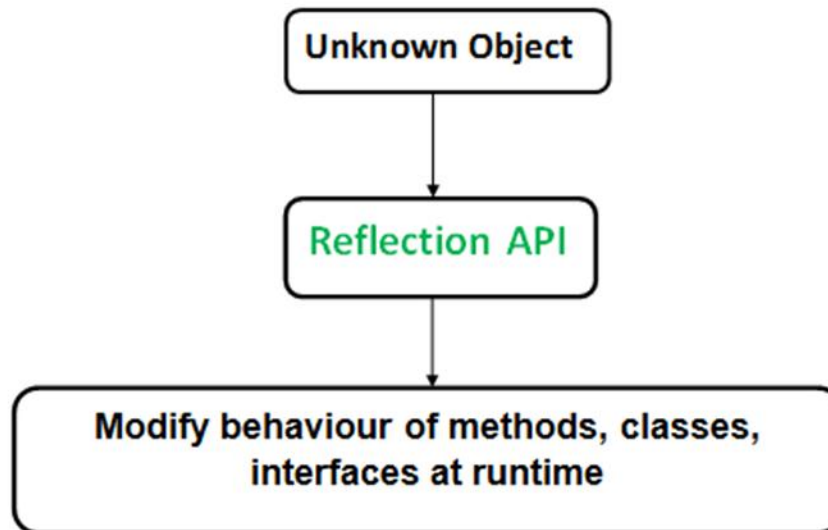 Unknown Object
Reflection API
Modify behaviour of methods, classes,
interfaces at runtime